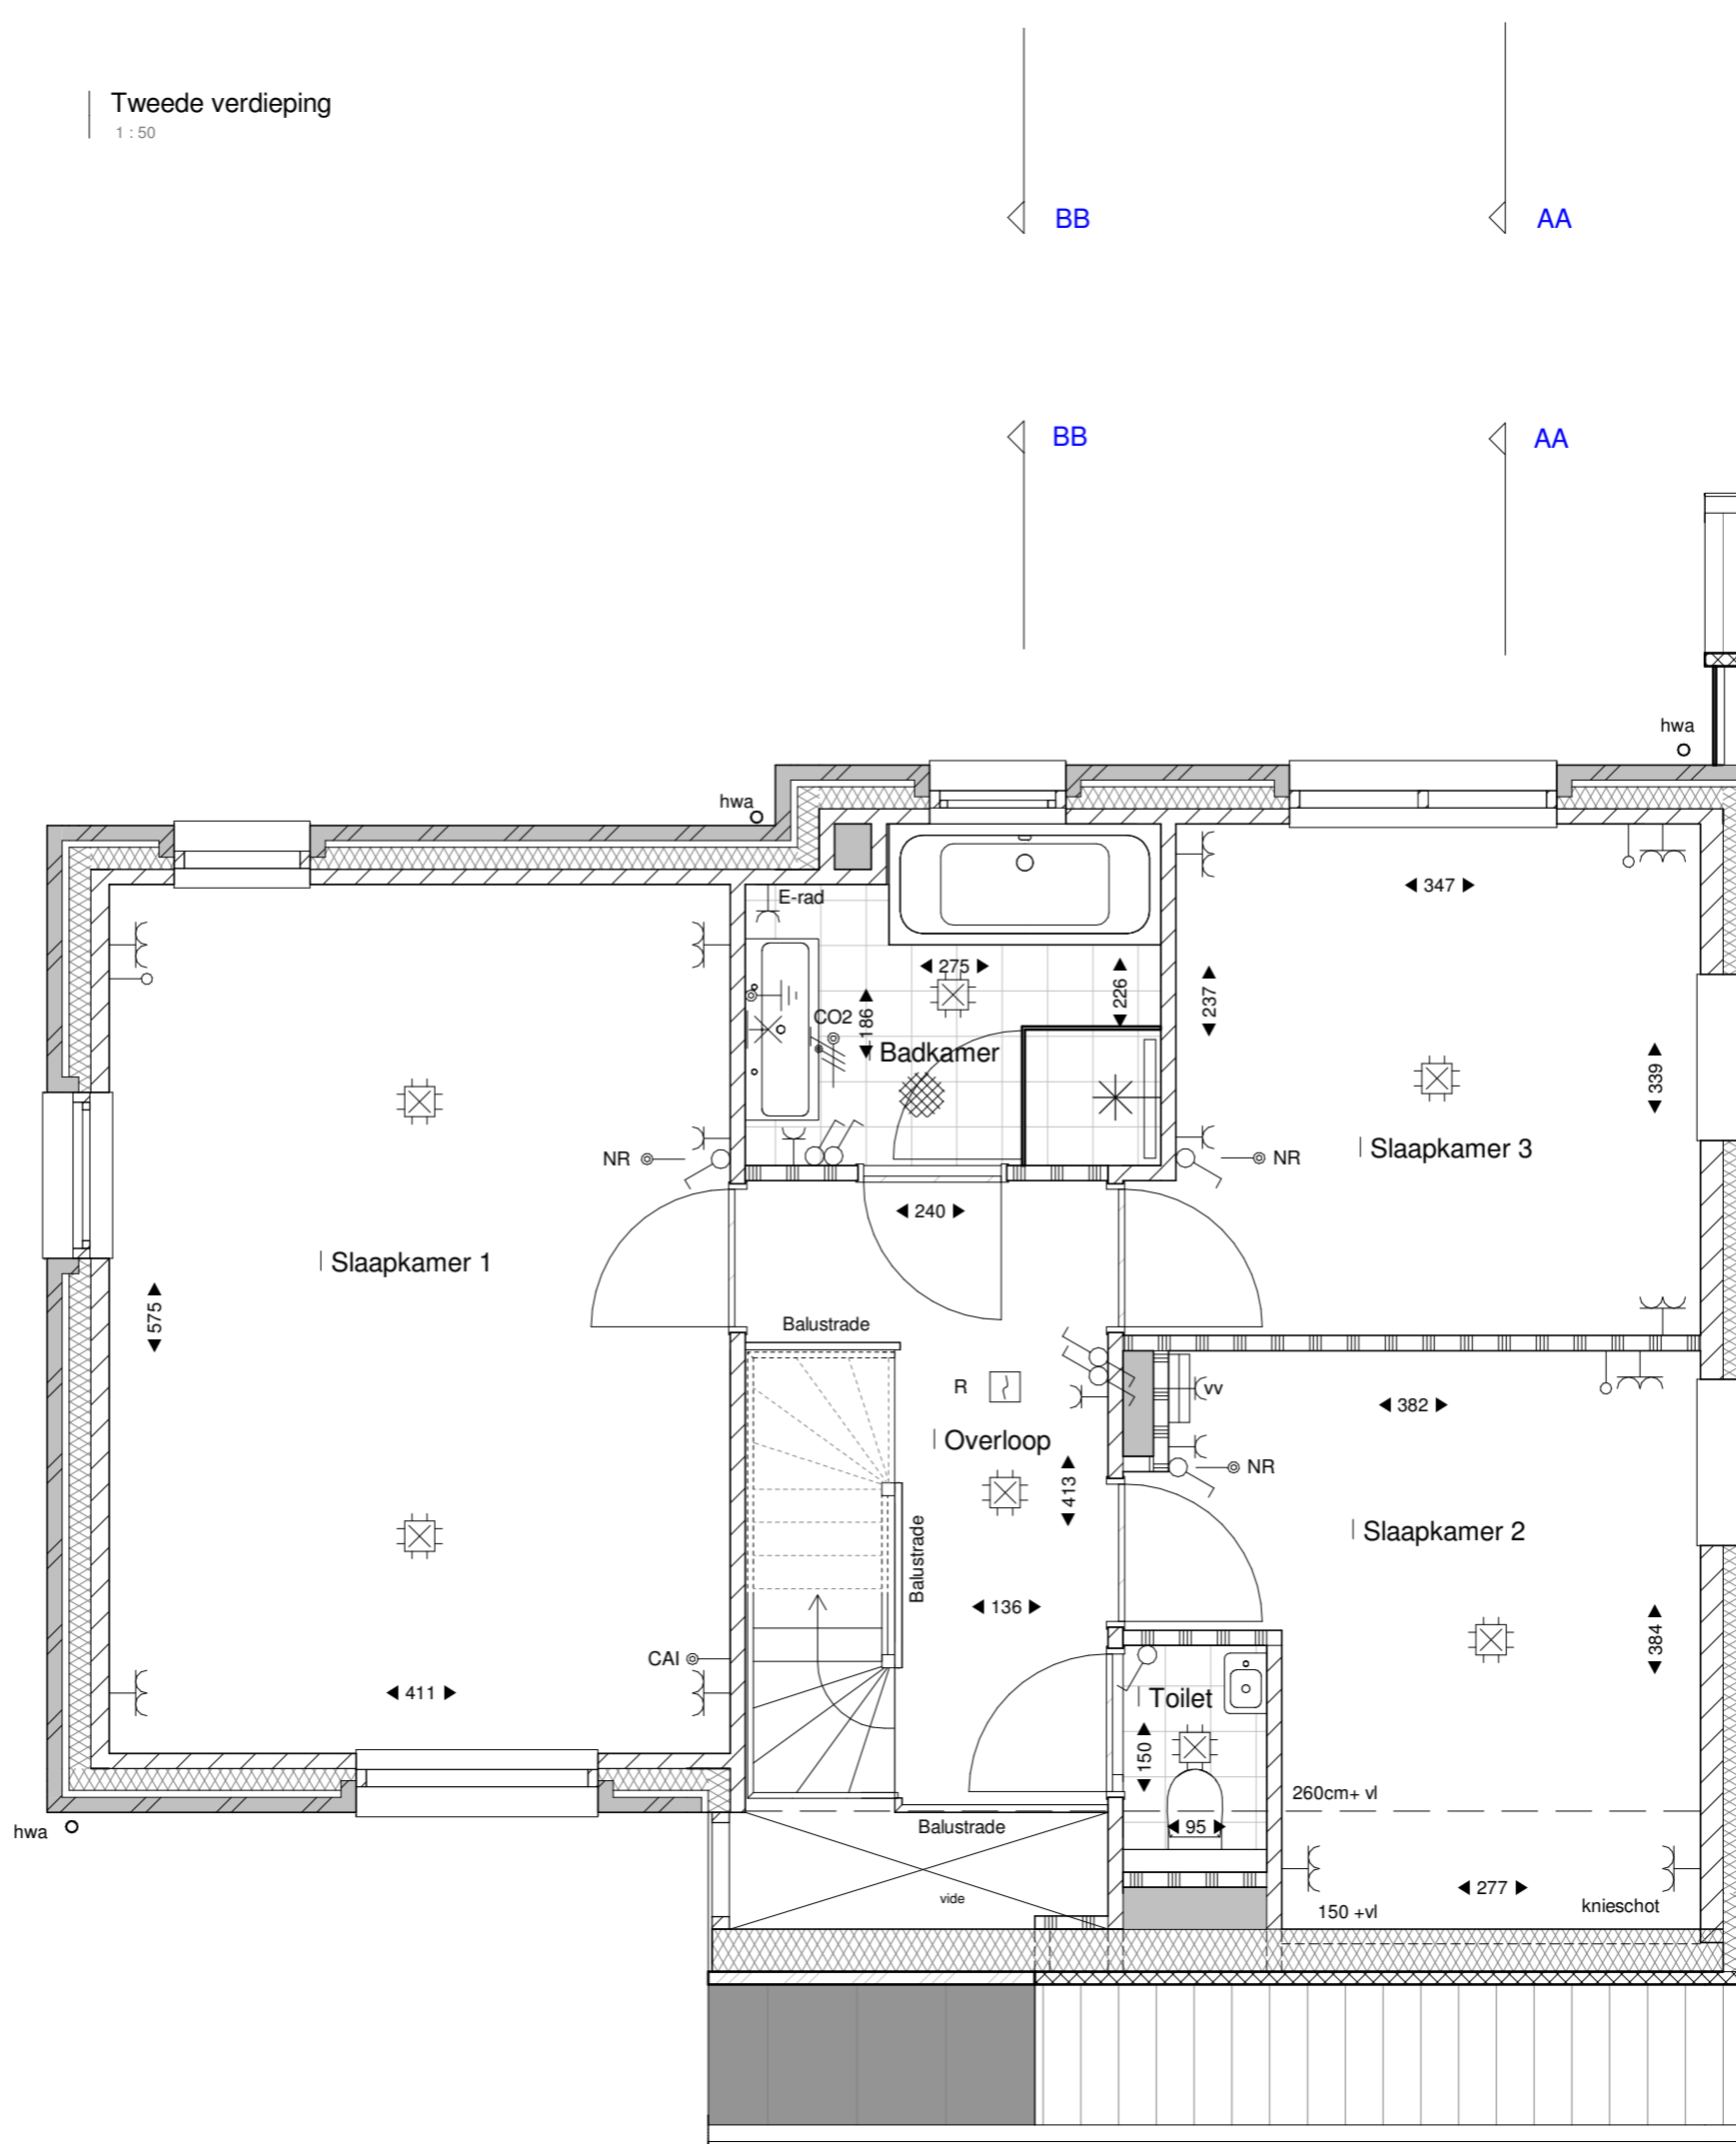 Tweede verdieping
1 : 50
BB
AA
BB
AA
hwa
hwa
E-rad
347
275
226
237
186
CO2
Badkamer
339
Slaapkamer 3
NR
NR
240
Slaapkamer 1
575
Balustrade
R
vv
382
Overloop
NR
413
Slaapkamer 2
Balustrade
136
384
CAI
411
Toilet
150
260cm+ vl
hwa
Balustrade
95
277
vide
150 +vl
knieschot